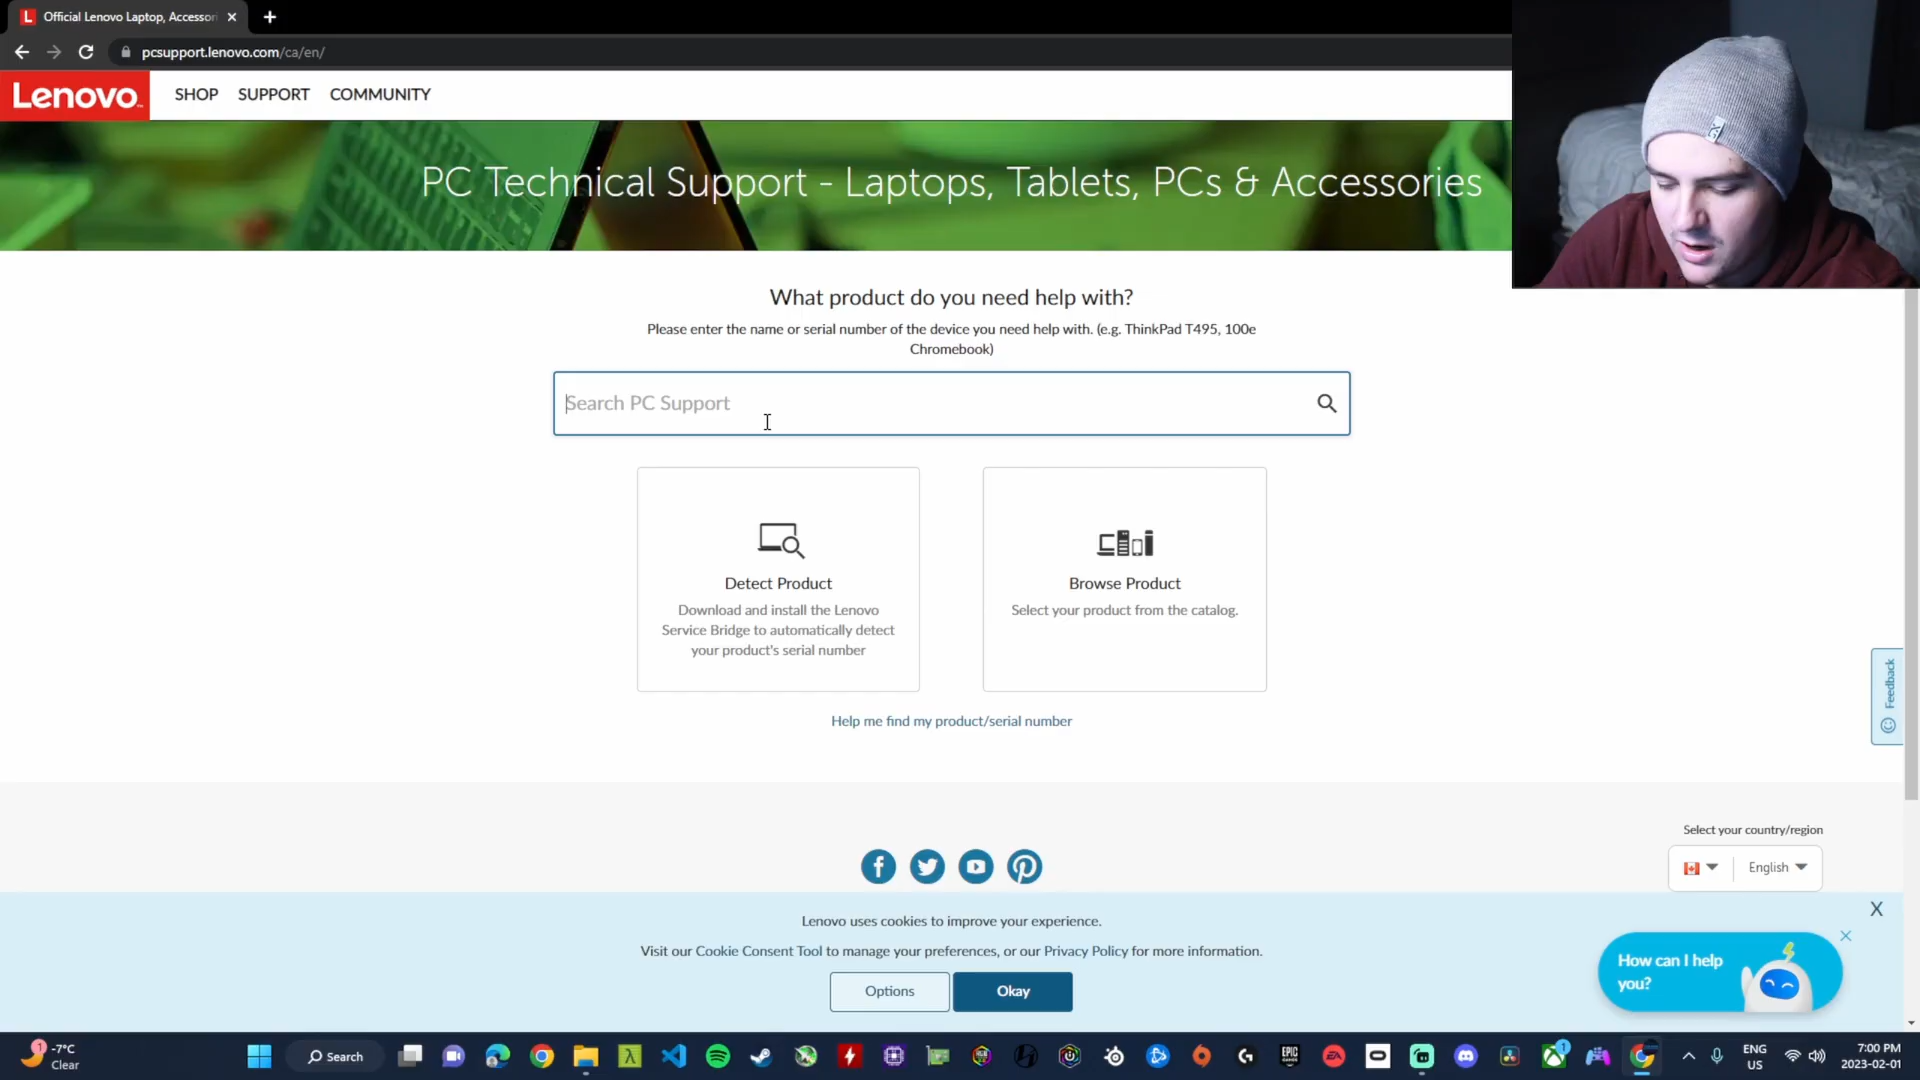 Official Lenovo Laptop, Accessori
pcsupport.lenovo.com/ca/en/
Lenovo
SHOP SUPPORT COMMUNITY
PC Technical Support - Laptops, Tablets, PCs & Accessories
What product do you need help with?
Please enter the name or serial number of the device you need help with. (e.g. ThinkPad T495, 100e
Chromebook)
Search PC Support
Detect Product
Download and install the Lenovo
Service Bridge to automatically detect
your product's serial number
Browse Product
Select your product from the catalog.
Help me find my product/serial number
Feedback
Select your country/region
English
Lenovo uses cookies to improve your experience.
X
Visit our Cookie Consent Tool to manage your preferences, or our Privacy Policy for more information.
Options
Okay
How can I help
you?
1
-7°C
Clear
Search
EPIC
GAMES
EA
1
ENG
US
7:00 PM
2023-02-01